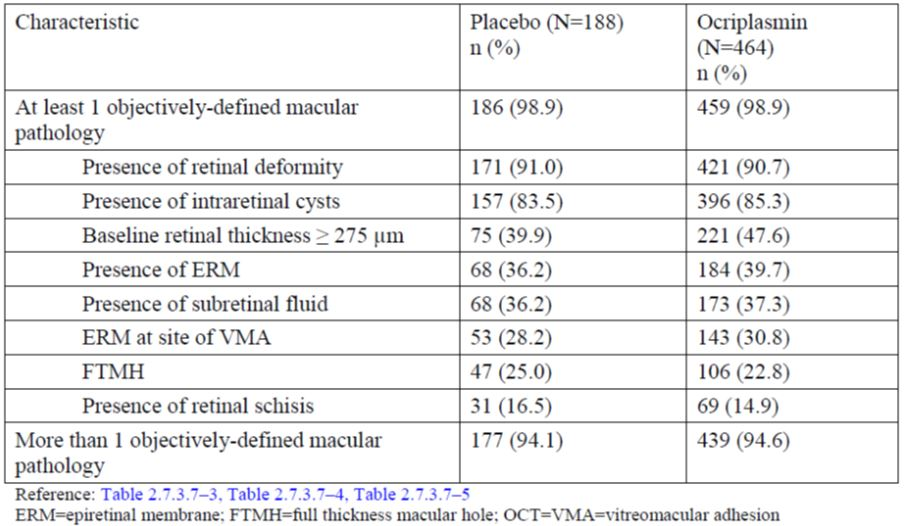 Characteristic Placebo (N=188) Ocriplasmin
n (%) (N=464)
n (%)
At least 1 objectively-defined macular 186 (98.9) 459 (98.9)
pathology
Presence of retinal deformity 171 (91.0) 421 (90.7)
Presence of intraretinal cysts 157 (83.5) 396 (85.3)
Baseline retinal thickness ≥ 275 μm 75 (39.9) 221 (47.6)
Presence of ERM 68 (36.2) 184 (39.7)
Presence of subretinal fluid 68 (36.2) 173 (37.3)
ERM at site of VMA 53 (28.2) 143 (30.8)
FTMH 47 (25.0) 106 (22.8)
Presence of retinal schisis 31 (16.5) 69 (14.9)
More than 1 objectively-defined macular 177 (94.1) 439 (94.6)
pathology
Reference: Table 2.7.3.7–3, Table 2.7.3.7–4, Table 2.7.3.7–5
ERM=epiretinal membrane; FTMH=full thickness macular hole; OCT=VMA=vitreomacular adhesion